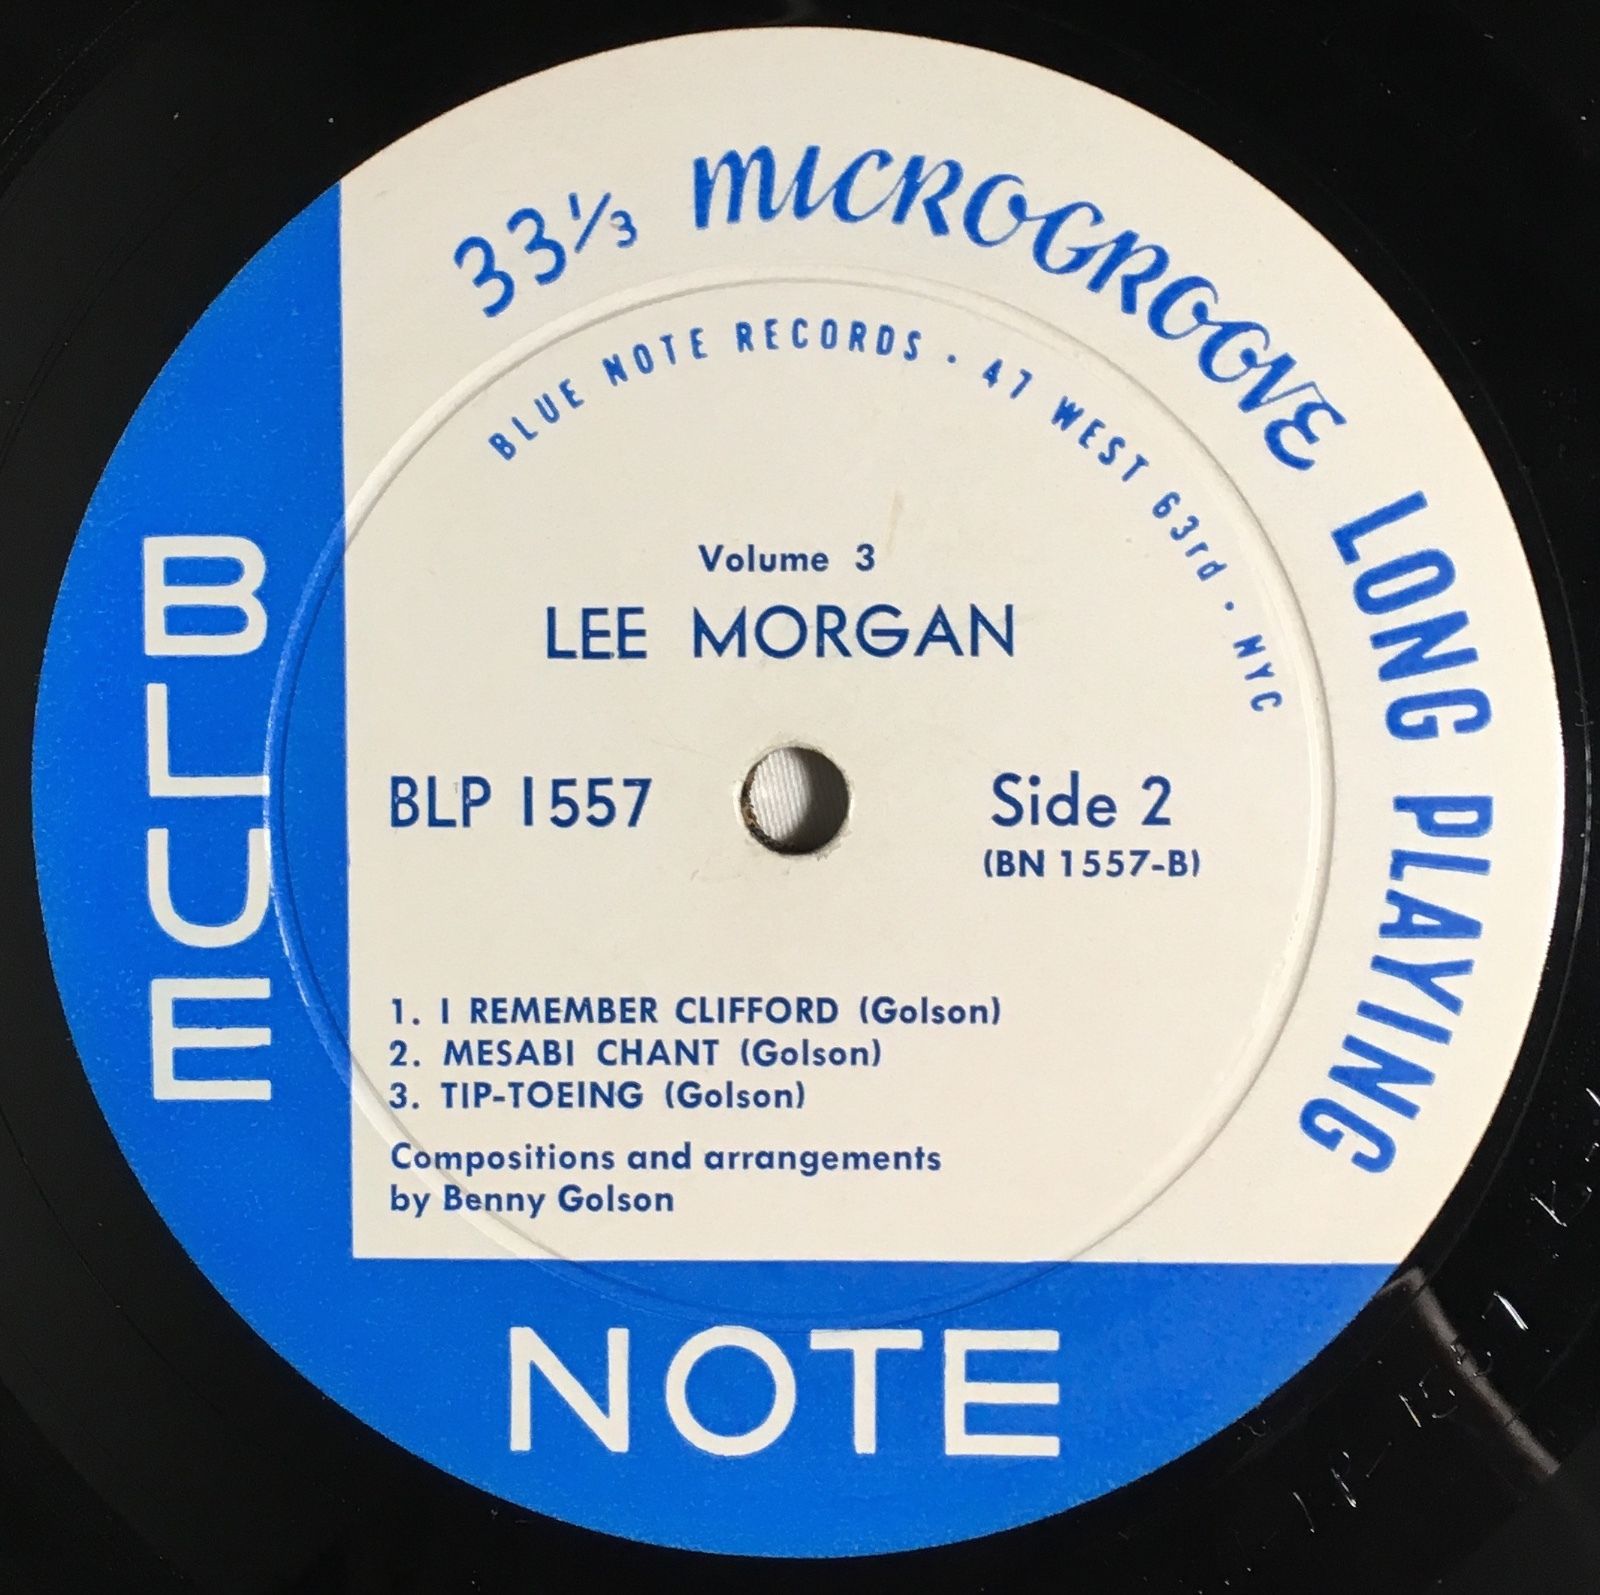 33⅓ MICROGROOVE LONG PLAYING
BLUE NOTE RECORDS · 47 WEST 63rd · NYC
Volume 3
LEE MORGAN
BLP 1557
Side 2
(BN 1557-B)
1. I REMEMBER CLIFFORD (Golson)
2. MESABI CHANT (Golson)
3. TIP-TOEING (Golson)
Compositions and arrangements
by Benny Golson
BLUE
NOTE